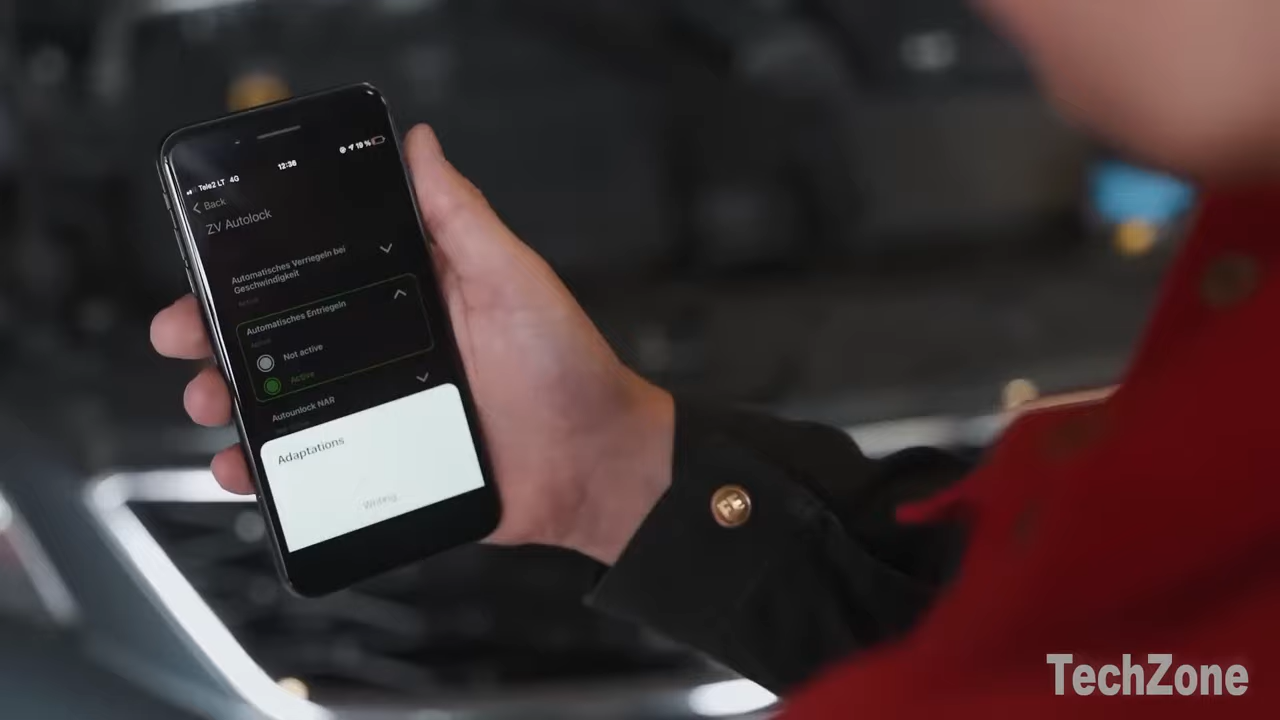 12:36
19 %
Tele2 LT 4G
Back
ZV Autolock
Automatisches Verriegeln bei
Geschwindigkeit
Active
Automatisches Entriegeln
Active
Not active
Active
Autounlock NAR
Adaptations
Writing
TechZone